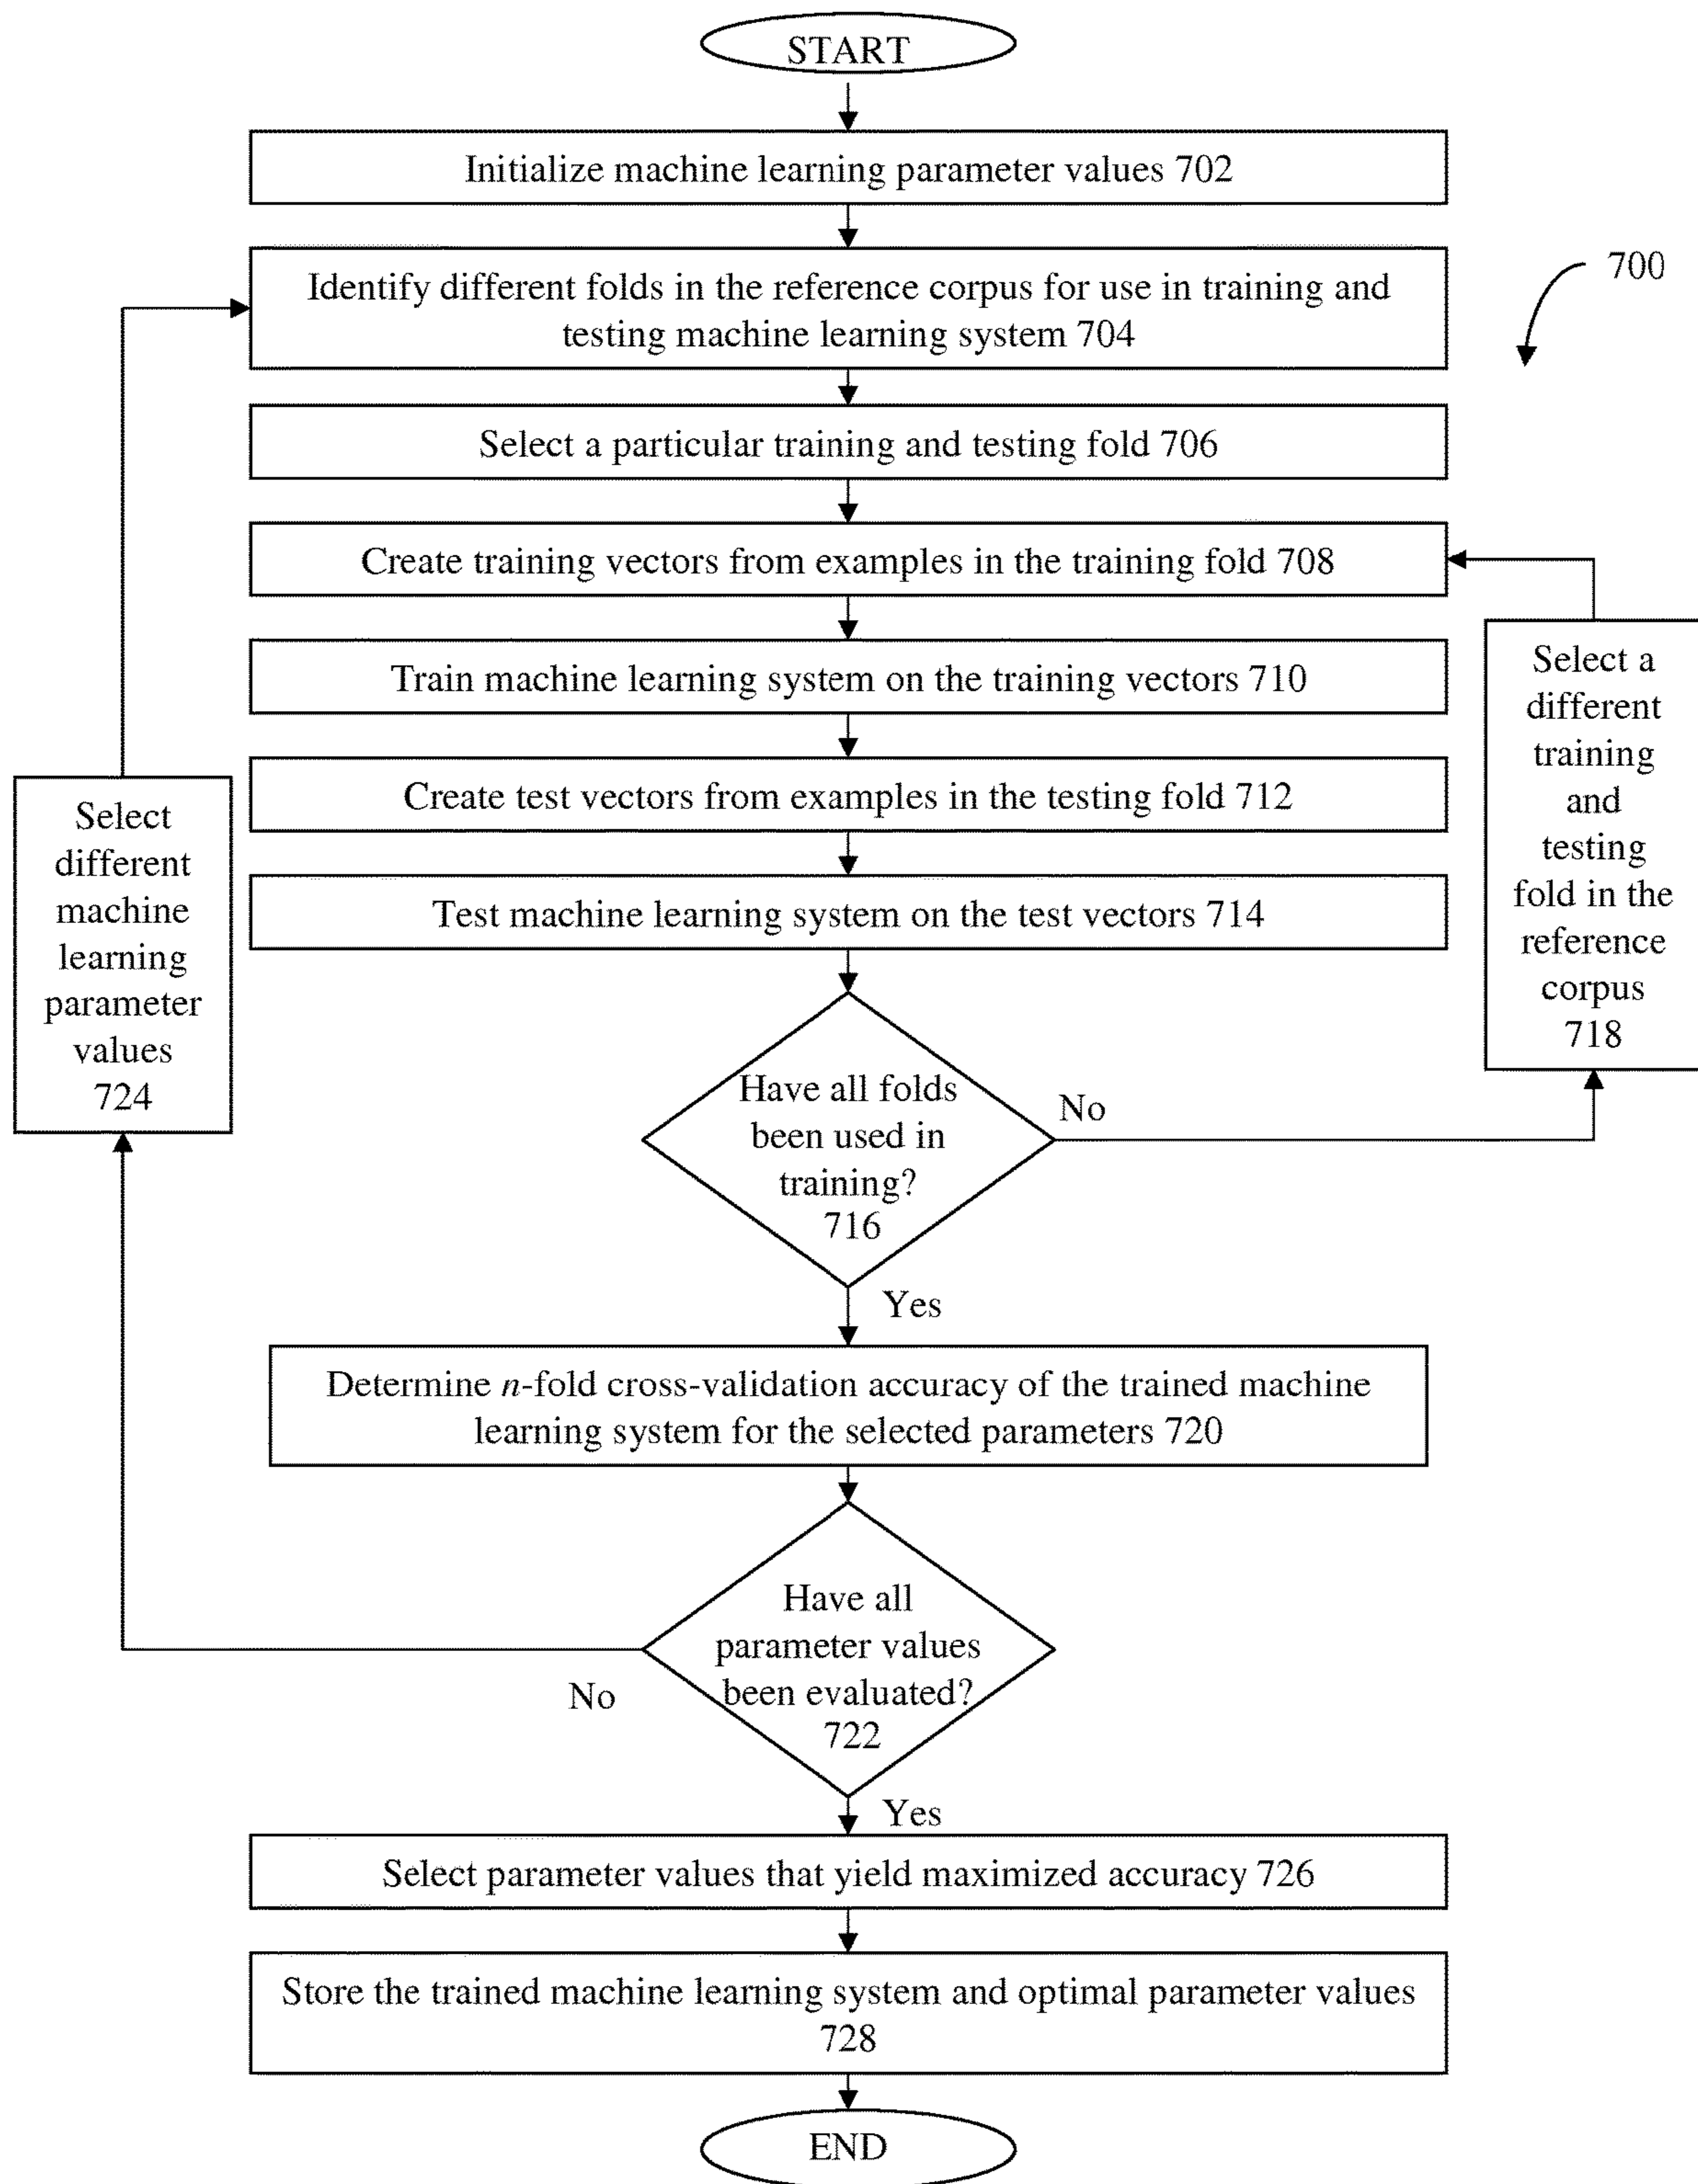 START
Initialize machine learning parameter values 702
700
Identify different folds in the reference corpus for use in training and
testing machine learning system 704
Select a particular training and testing fold 706
Create training vectors from examples in the training fold 708
Train machine learning system on the training vectors 710
Create test vectors from examples in the testing fold 712
Test machine learning system on the test vectors 714
Select a
different
training
and
testing
fold in the
reference
corpus
718
Select
different
machine
learning
parameter
values
724
Have all folds
been used in
training?
716
No
Yes
Determine n-fold cross-validation accuracy of the trained machine
learning system for the selected parameters 720
Have all
parameter values
been evaluated?
722
No
Yes
Select parameter values that yield maximized accuracy 726
Store the trained machine learning system and optimal parameter values
728
END